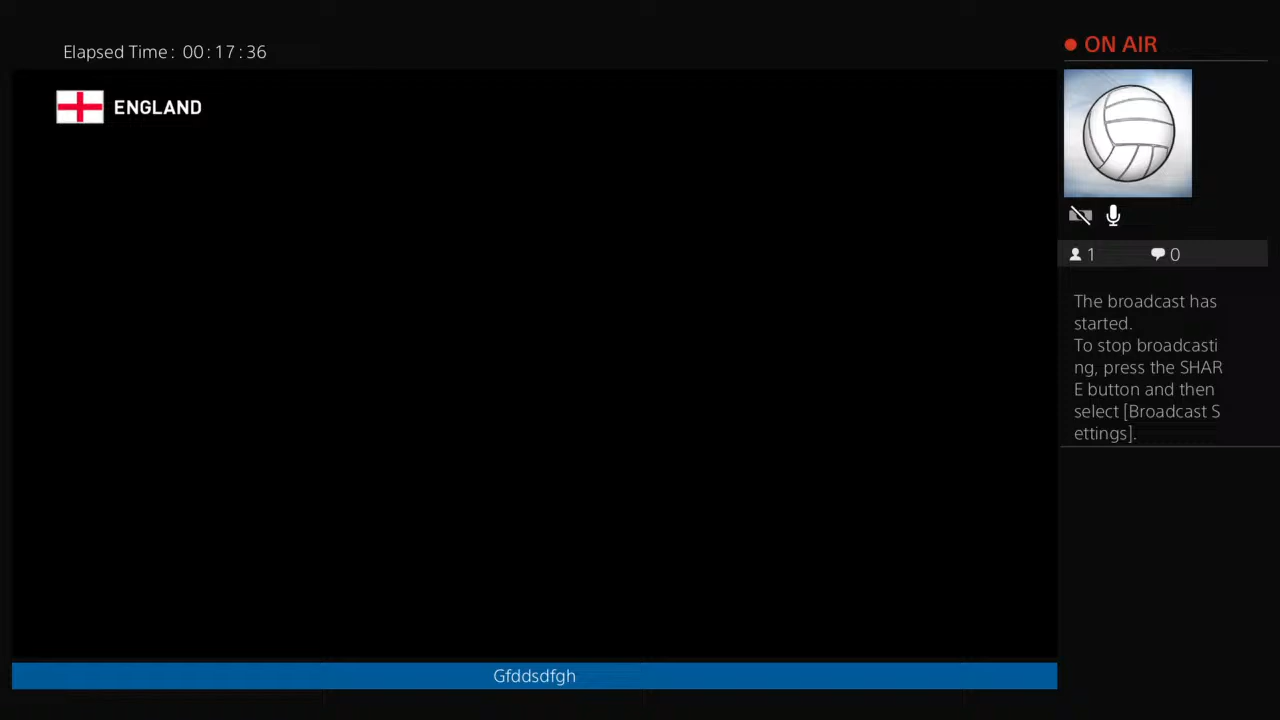 Elapsed Time: 00:17:36
ON AIR
ENGLAND
1 0
The broadcast has
started.
To stop broadcasti
ng, press the SHAR
E button and then
select [Broadcast S
ettings].
Gfddsdfgh